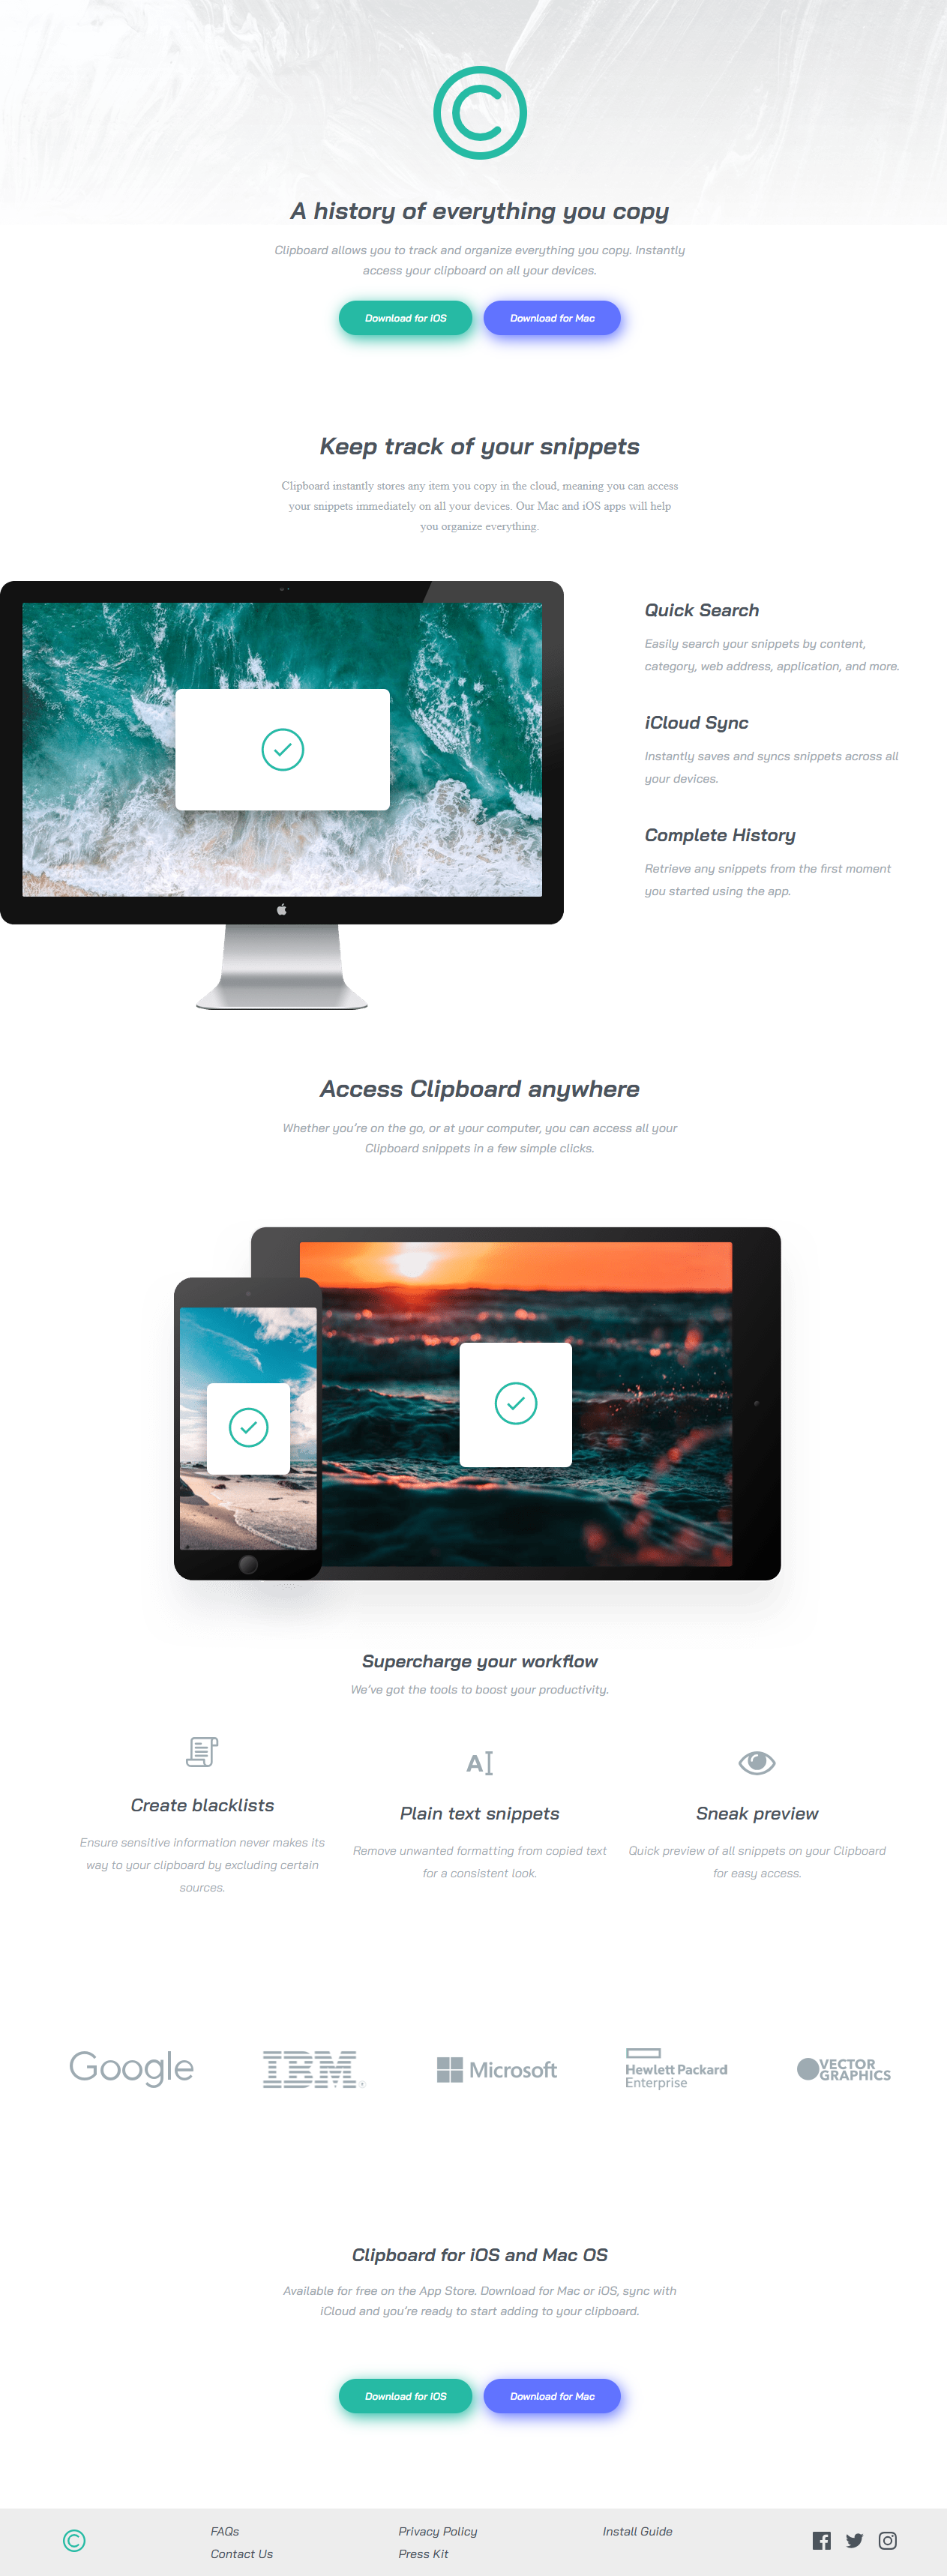 A history of everything you copy
Clipboard allows you to track and organize everything you copy. Instantly
access your clipboard on all your devices.
Download for iOS
Download for Mac
Keep track of your snippets
Clipboard instantly stores any item you copy in the cloud, meaning you can access
your snippets immediately on all your devices. Our Mac and iOS apps will help
you organize everything.
Quick Search
Easily search your snippets by content,
category, web address, application, and more.
iCloud Sync
Instantly saves and syncs snippets across all
your devices.
Complete History
Retrieve any snippets from the first moment
you started using the app.
Access Clipboard anywhere
Whether you're on the go, or at your computer, you can access all your
Clipboard snippets in a few simple clicks.
Supercharge your workflow
We've got the tools to boost your productivity.
Create blacklists
Ensure sensitive information never makes its
way to your clipboard by excluding certain
sources.
A
Plain text snippets
Remove unwanted formatting from copied text
for a consistent look.
Sneak preview
Quick preview of all snippets on your Clipboard
for easy access.
Google
IBM
Microsoft
Hewlett Packard
Enterprise
VECTOR
GRAPHICS
Clipboard for iOS and Mac OS
Available for free on the App Store. Download for Mac or iOS, sync with
iCloud and you're ready to start adding to your clipboard.
Download for iOS
Download for Mac
FAQs
Contact Us
Privacy Policy
Press Kit
Install Guide